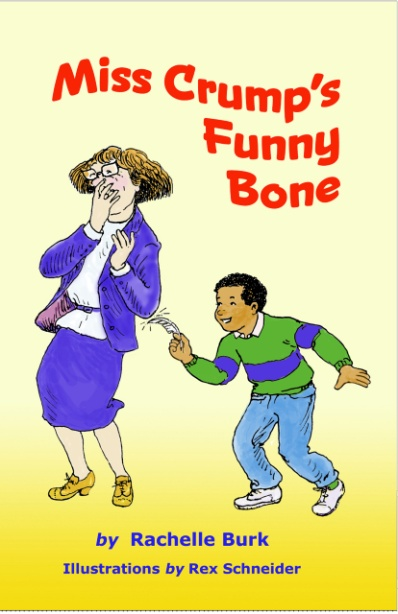 Miss Crump's
Funny
Bone
by Rachelle Burk
Illustrations by Rex Schneider